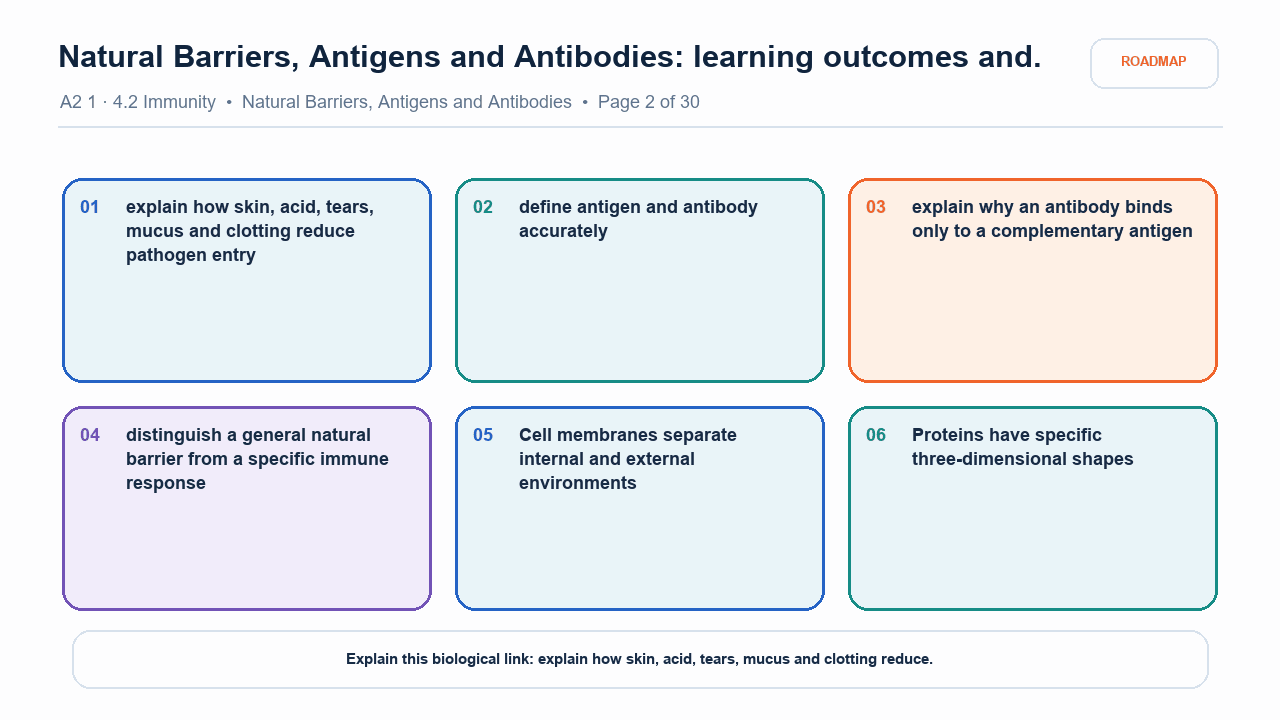 Natural Barriers, Antigens and Antibodies: learning outcomes and.
ROADMAP
A2 1 · 4.2 Immunity • Natural Barriers, Antigens and Antibodies • Page 2 of 30
01
explain how skin, acid, tears,
mucus and clotting reduce
pathogen entry
02
define antigen and antibody
accurately
03
explain why an antibody binds
only to a complementary antigen
04
distinguish a general natural
barrier from a specific immune
response
05
Cell membranes separate
internal and external
environments
06
Proteins have specific
three-dimensional shapes
Explain this biological link: explain how skin, acid, tears, mucus and clotting reduce.